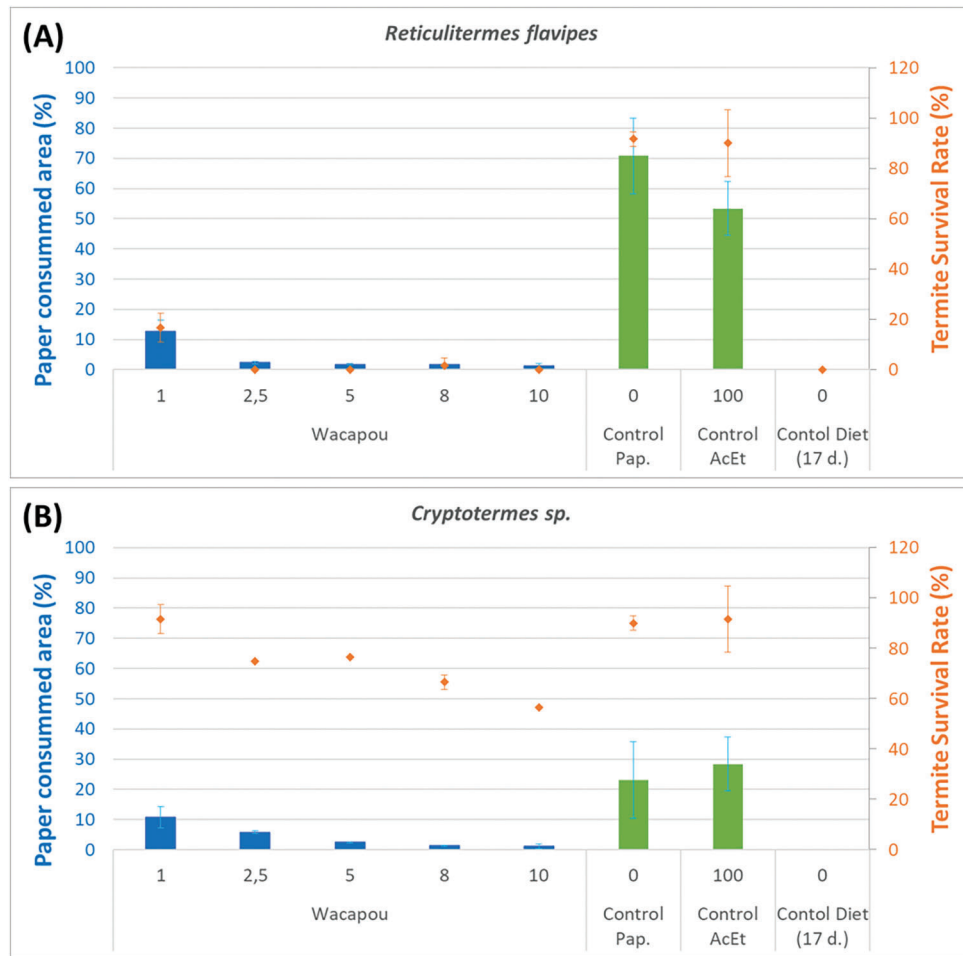 (A)
Reticulitermes flavipes
Paper consummed area (%)
100
90
80
70
60
50
40
30
20
10
0
120
100
80
60
40
20
0
Termite Survival Rate (%)
1 2,5 5 8 10 0 100 0
Wacapou Control Control Contol Diet
Pap. AcEt (17 d.)
(B)
Cryptotermes sp.
Paper consummed area (%)
100
90
80
70
60
50
40
30
20
10
0
120
100
80
60
40
20
0
Termite Survival Rate (%)
1 2,5 5 8 10 0 100 0
Wacapou Control Control Contol Diet
Pap. AcEt (17 d.)